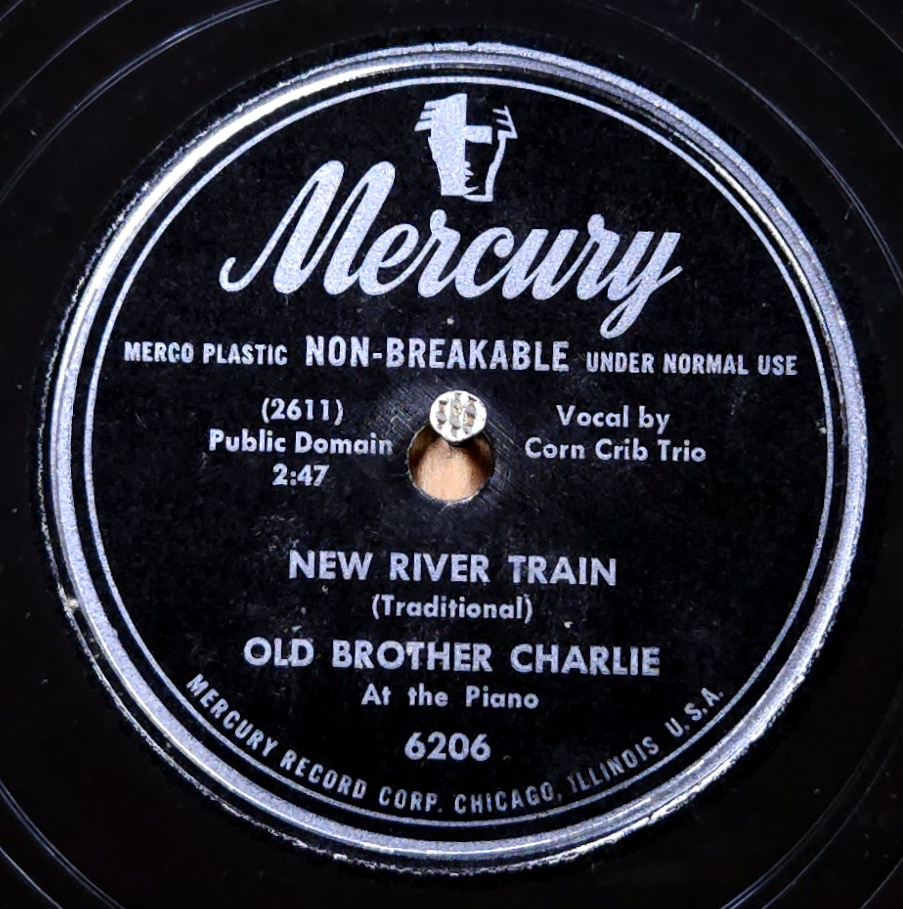 Mercury
MERCO PLASTIC NON-BREAKABLE UNDER NORMAL USE
(2611)
Public Domain
2:47
Vocal by
Corn Crib Trio
NEW RIVER TRAIN
(Traditional)
OLD BROTHER CHARLIE
At the Piano
6206
MERCURY RECORD CORP. CHICAGO, ILLINOIS U.S.A.